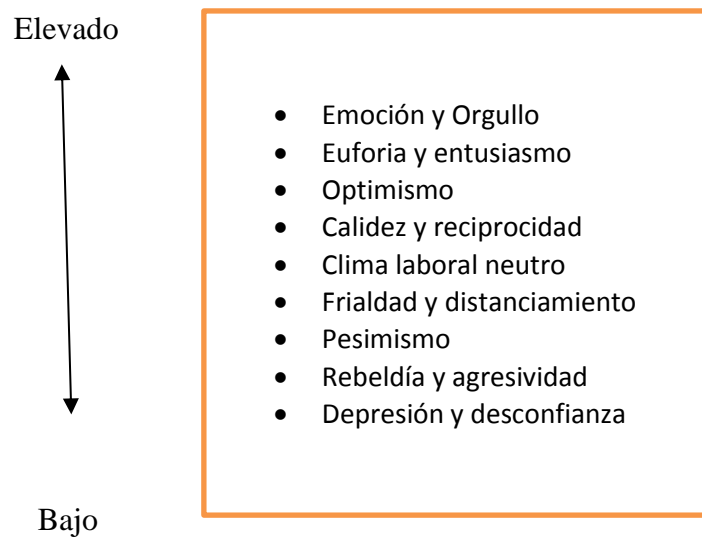 Elevado
• Emoción y Orgullo
• Euforia y entusiasmo
• Optimismo
• Calidez y reciprocidad
• Clima laboral neutro
• Frialdad y distanciamiento
• Pesimismo
• Rebeldía y agresividad
• Depresión y desconfianza
Bajo